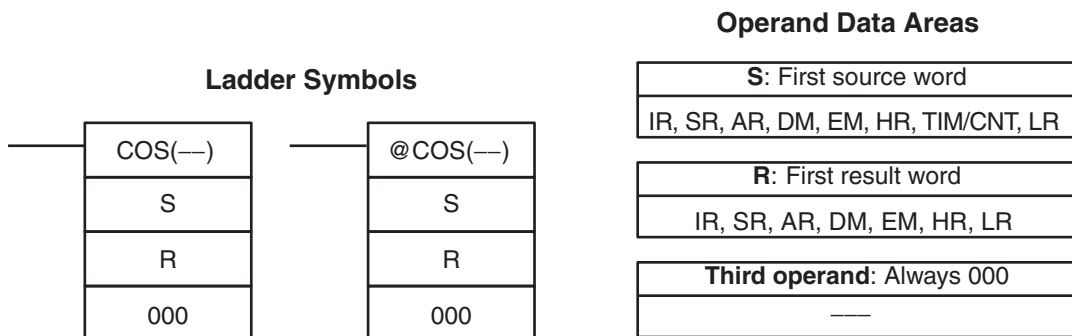 Ladder Symbols
COS(––)
S
R
000
@COS(––)
S
R
000
Operand Data Areas
S: First source word
IR, SR, AR, DM, EM, HR, TIM/CNT, LR
R: First result word
IR, SR, AR, DM, EM, HR, LR
Third operand: Always 000
–––